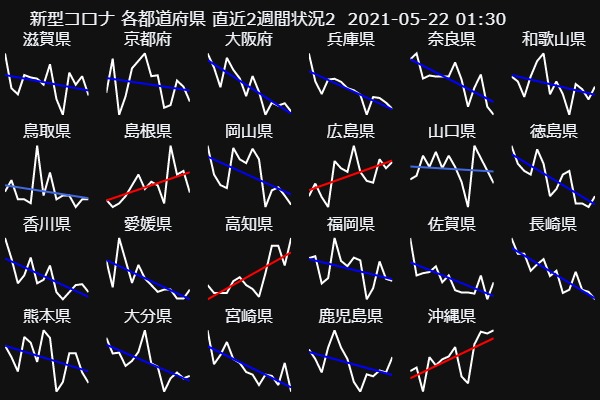 新型コロナ 各都道府県 直近2週間状況2 2021-05-22 01:30
滋賀県 京都府 大阪府 兵庫県 奈良県 和歌山県
鳥取県 島根県 岡山県 広島県 山口県 徳島県
香川県 愛媛県 高知県 福岡県 佐賀県 長崎県
熊本県 大分県 宮崎県 鹿児島県 沖縄県